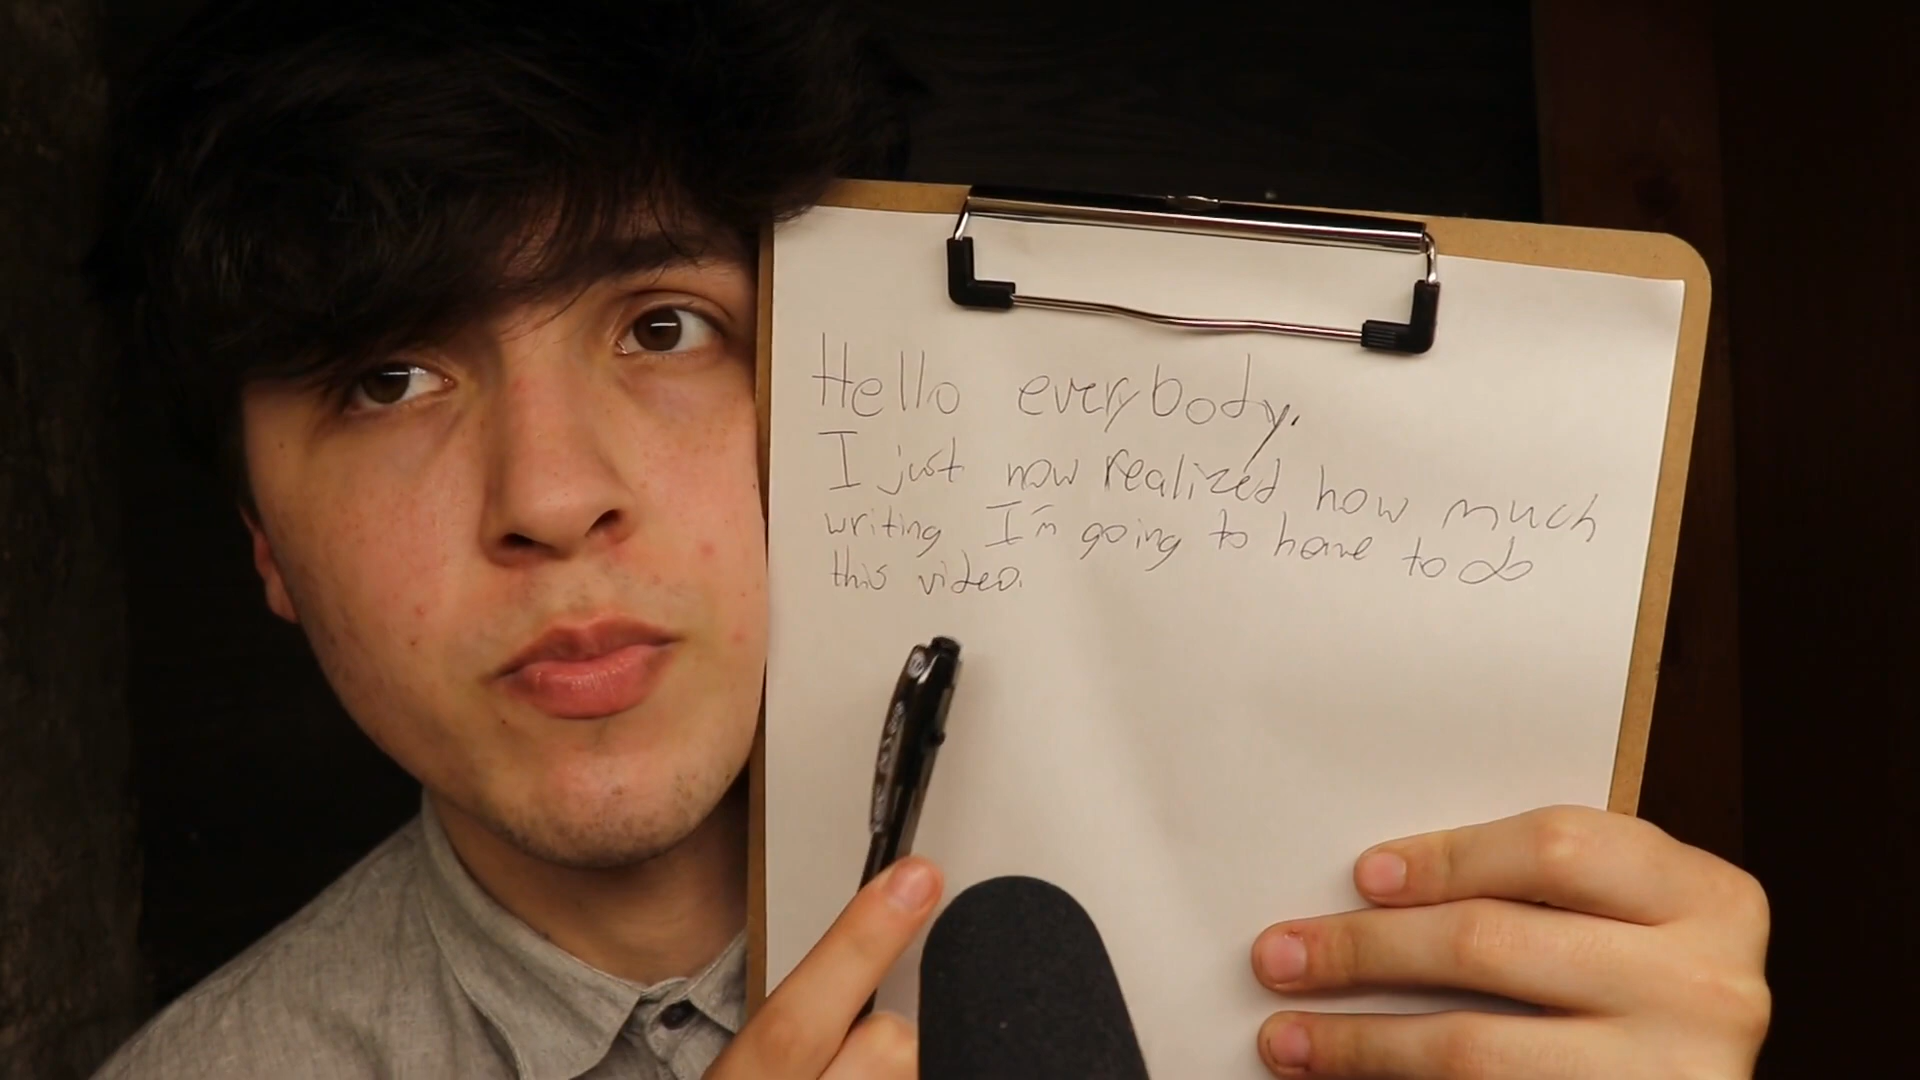 Hello everybody.
I just now realized how much
writing I'm going to have to do
this video.